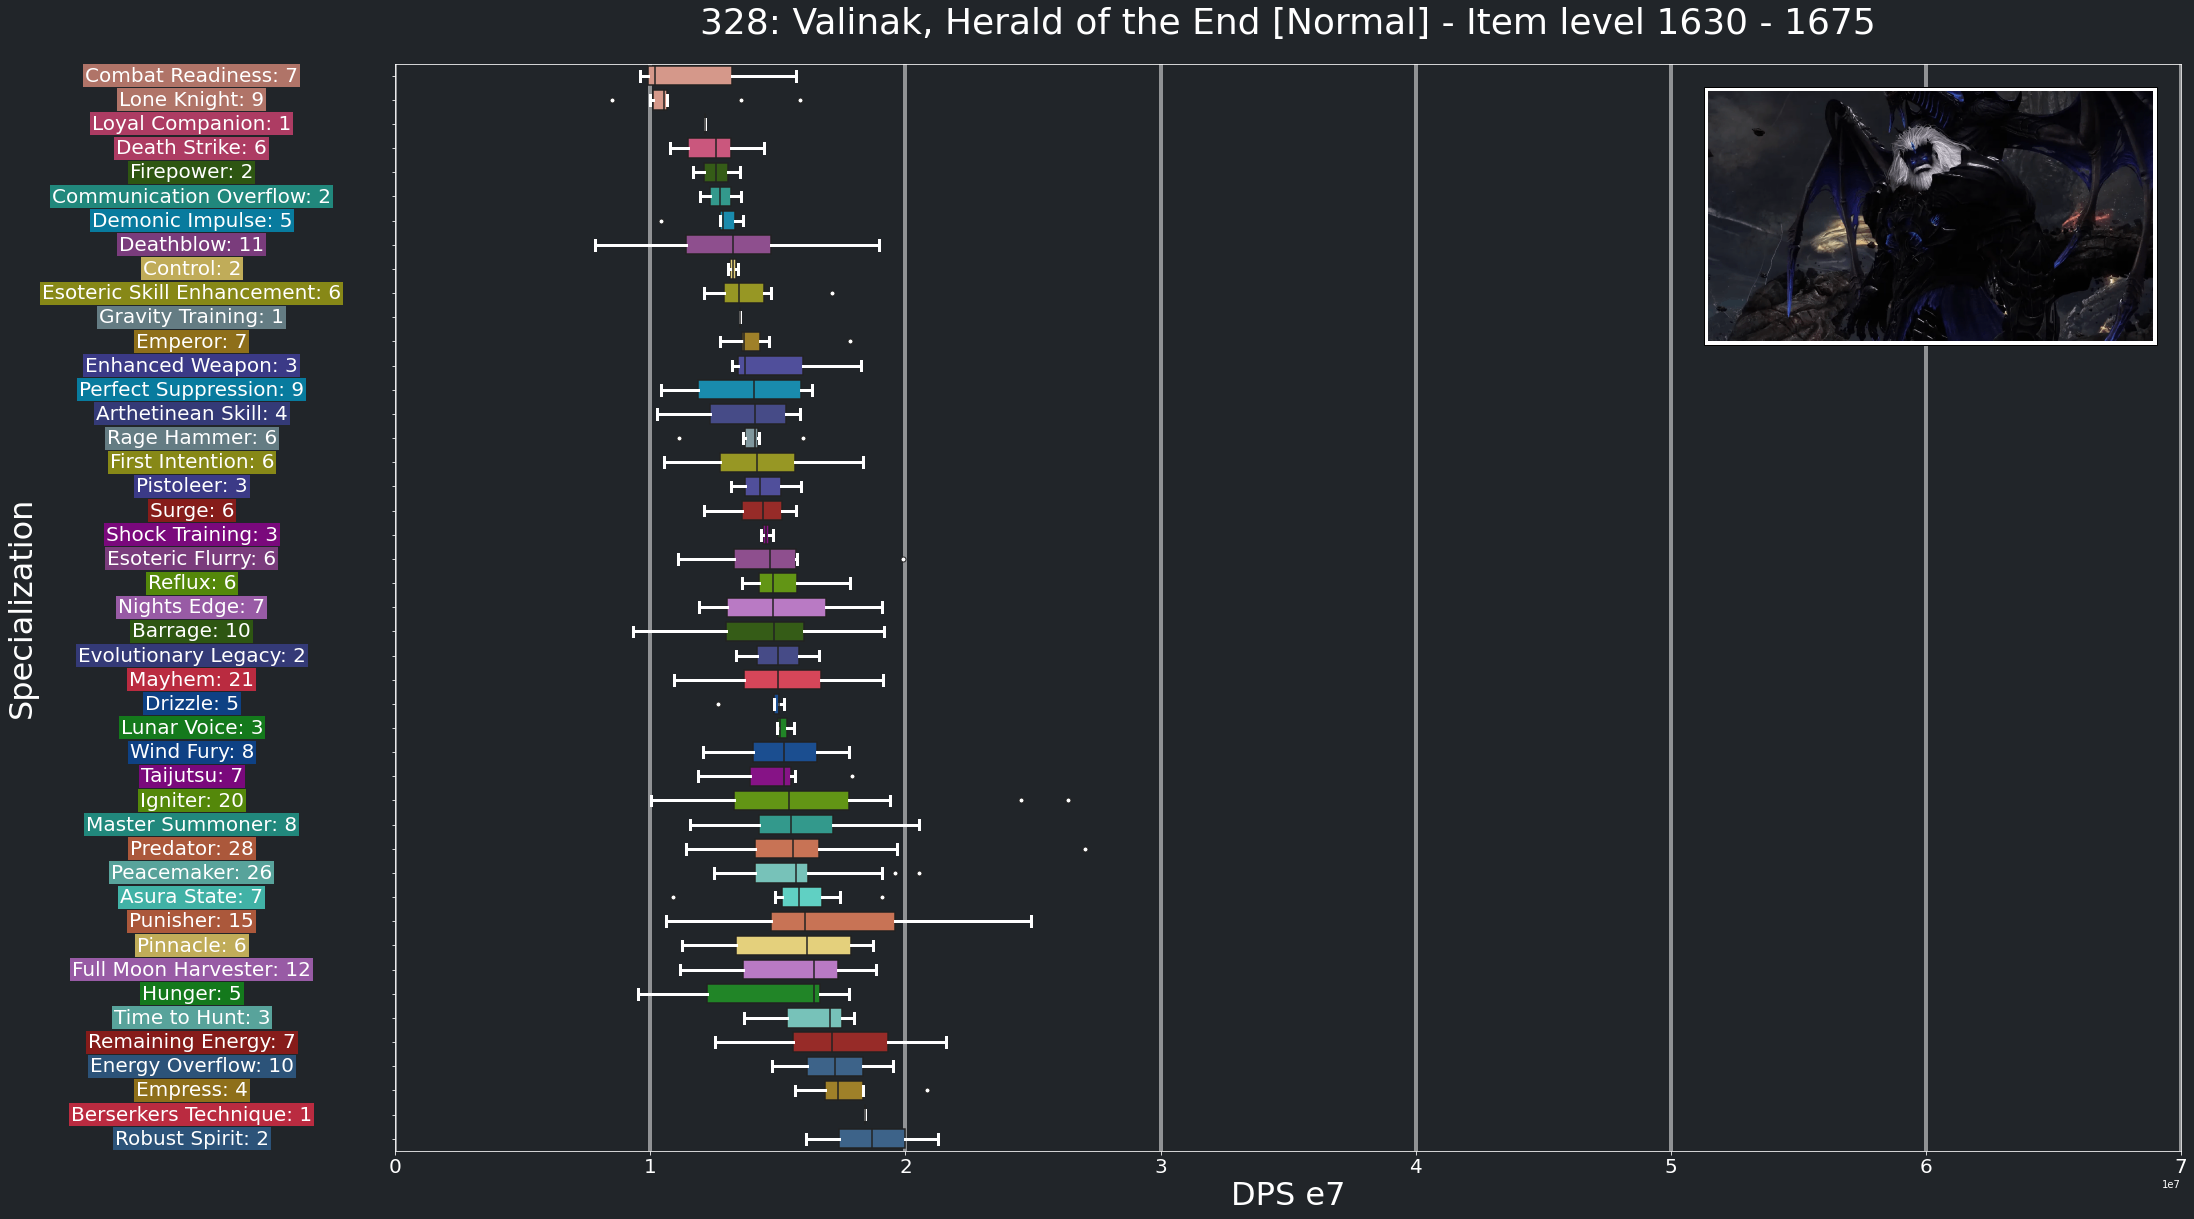 328: Valinak, Herald of the End [Normal] - Item level 1630 - 1675
Combat Readiness: 7
Lone Knight: 9
Loyal Companion: 1
Death Strike: 6
Firepower: 2
Communication Overflow: 2
Demonic Impulse: 5
Deathblow: 11
Control: 2
Esoteric Skill Enhancement: 6
Gravity Training: 1
Emperor: 7
Enhanced Weapon: 3
Perfect Suppression: 9
Arthetinean Skill: 4
Rage Hammer: 6
First Intention: 6
Pistoleer: 3
Surge: 6
Shock Training: 3
Esoteric Flurry: 6
Reflux: 6
Nights Edge: 7
Barrage: 10
Evolutionary Legacy: 2
Mayhem: 21
Drizzle: 5
Lunar Voice: 3
Wind Fury: 8
Taijutsu: 7
Igniter: 20
Master Summoner: 8
Predator: 28
Peacemaker: 26
Asura State: 7
Punisher: 15
Pinnacle: 6
Full Moon Harvester: 12
Hunger: 5
Time to Hunt: 3
Remaining Energy: 7
Energy Overflow: 10
Empress: 4
Berserkers Technique: 1
Robust Spirit: 2
Specialization
0 1 2 3 4 5 6 7
1e7
DPS e7